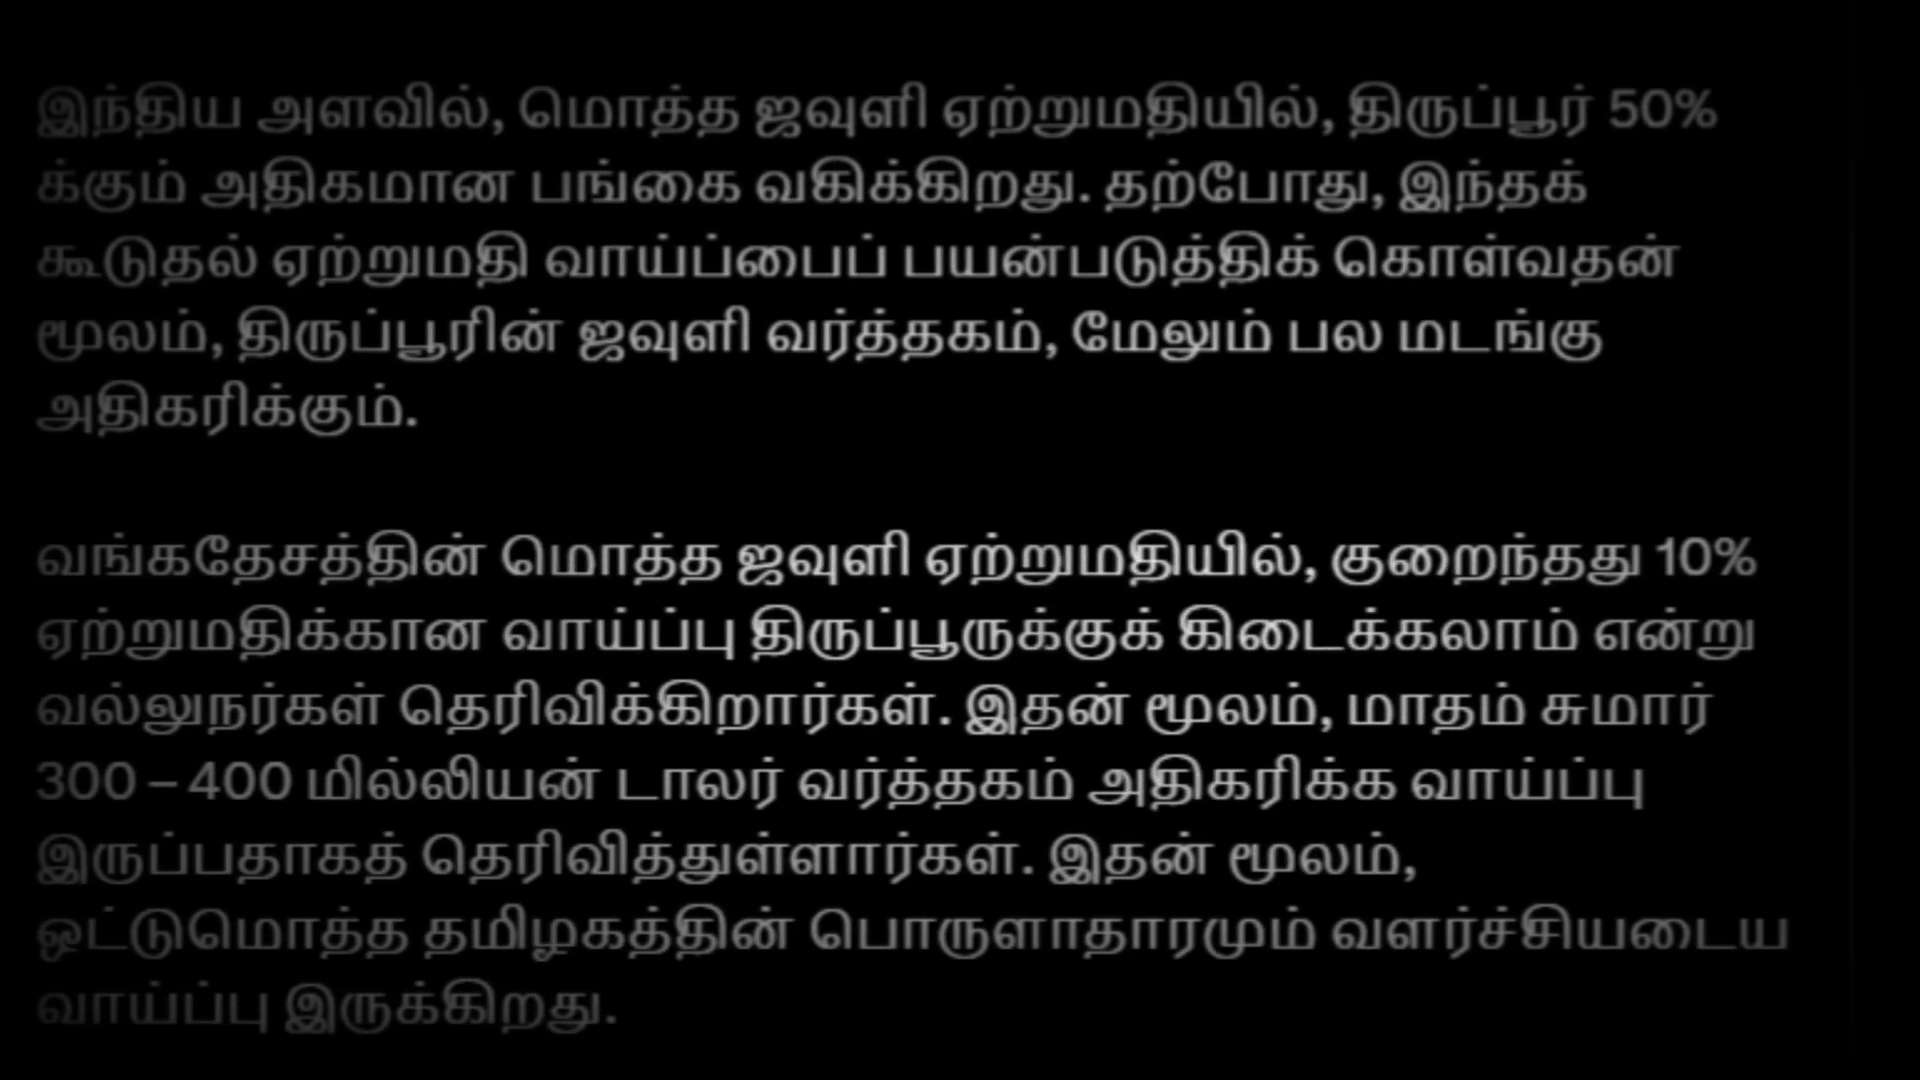 இந்திய அளவில், மொத்த ஜவுளி ஏற்றுமதியில், திருப்பூர் 50%
க்கும் அதிகமான பங்கை வகிக்கிறது. தற்போது, இந்தக்
கூடுதல் ஏற்றுமதி வாய்ப்பைப் பயன்படுத்திக் கொள்வதன்
மூலம், திருப்பூரின் ஜவுளி வர்த்தகம், மேலும் பல மடங்கு
அதிகரிக்கும்.
வங்கதேசத்தின் மொத்த ஜவுளி ஏற்றுமதியில், குறைந்தது 10%
ஏற்றுமதிக்கான வாய்ப்பு திருப்பூருக்குக் கிடைக்கலாம் என்று
வல்லுநர்கள் தெரிவிக்கிறார்கள். இதன் மூலம், மாதம் சுமார்
300 – 400 மில்லியன் டாலர் வர்த்தகம் அதிகரிக்க வாய்ப்பு
இருப்பதாகத் தெரிவித்துள்ளார்கள். இதன் மூலம்,
ஒட்டுமொத்த தமிழகத்தின் பொருளாதாரமும் வளர்ச்சியடைய
வாய்ப்பு இருக்கிறது.